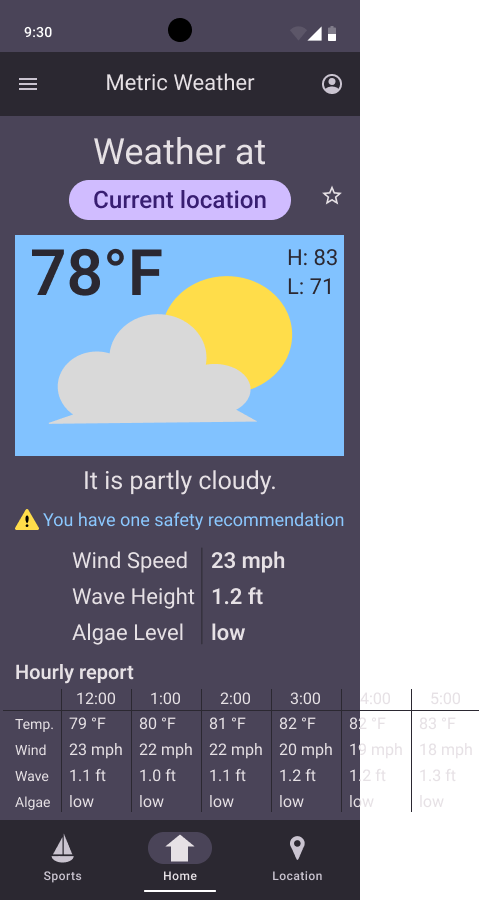 9:30
Metric Weather
Weather at
Current location
78°F
H: 83
L: 71
It is partly cloudy.
You have one safety recommendation
Wind Speed 23 mph
Wave Height 1.2 ft
Algae Level low
Hourly report
12:00 1:00 2:00 3:00 4:00 5:00
Temp. 79 °F 80 °F 81 °F 82 °F 82 °F 83 °F
Wind 23 mph 22 mph 22 mph 20 mph 19 mph 18 mph
Wave 1.1 ft 1.0 ft 1.1 ft 1.2 ft 1.2 ft 1.3 ft
Algae low low low low low low
Sports Home Location